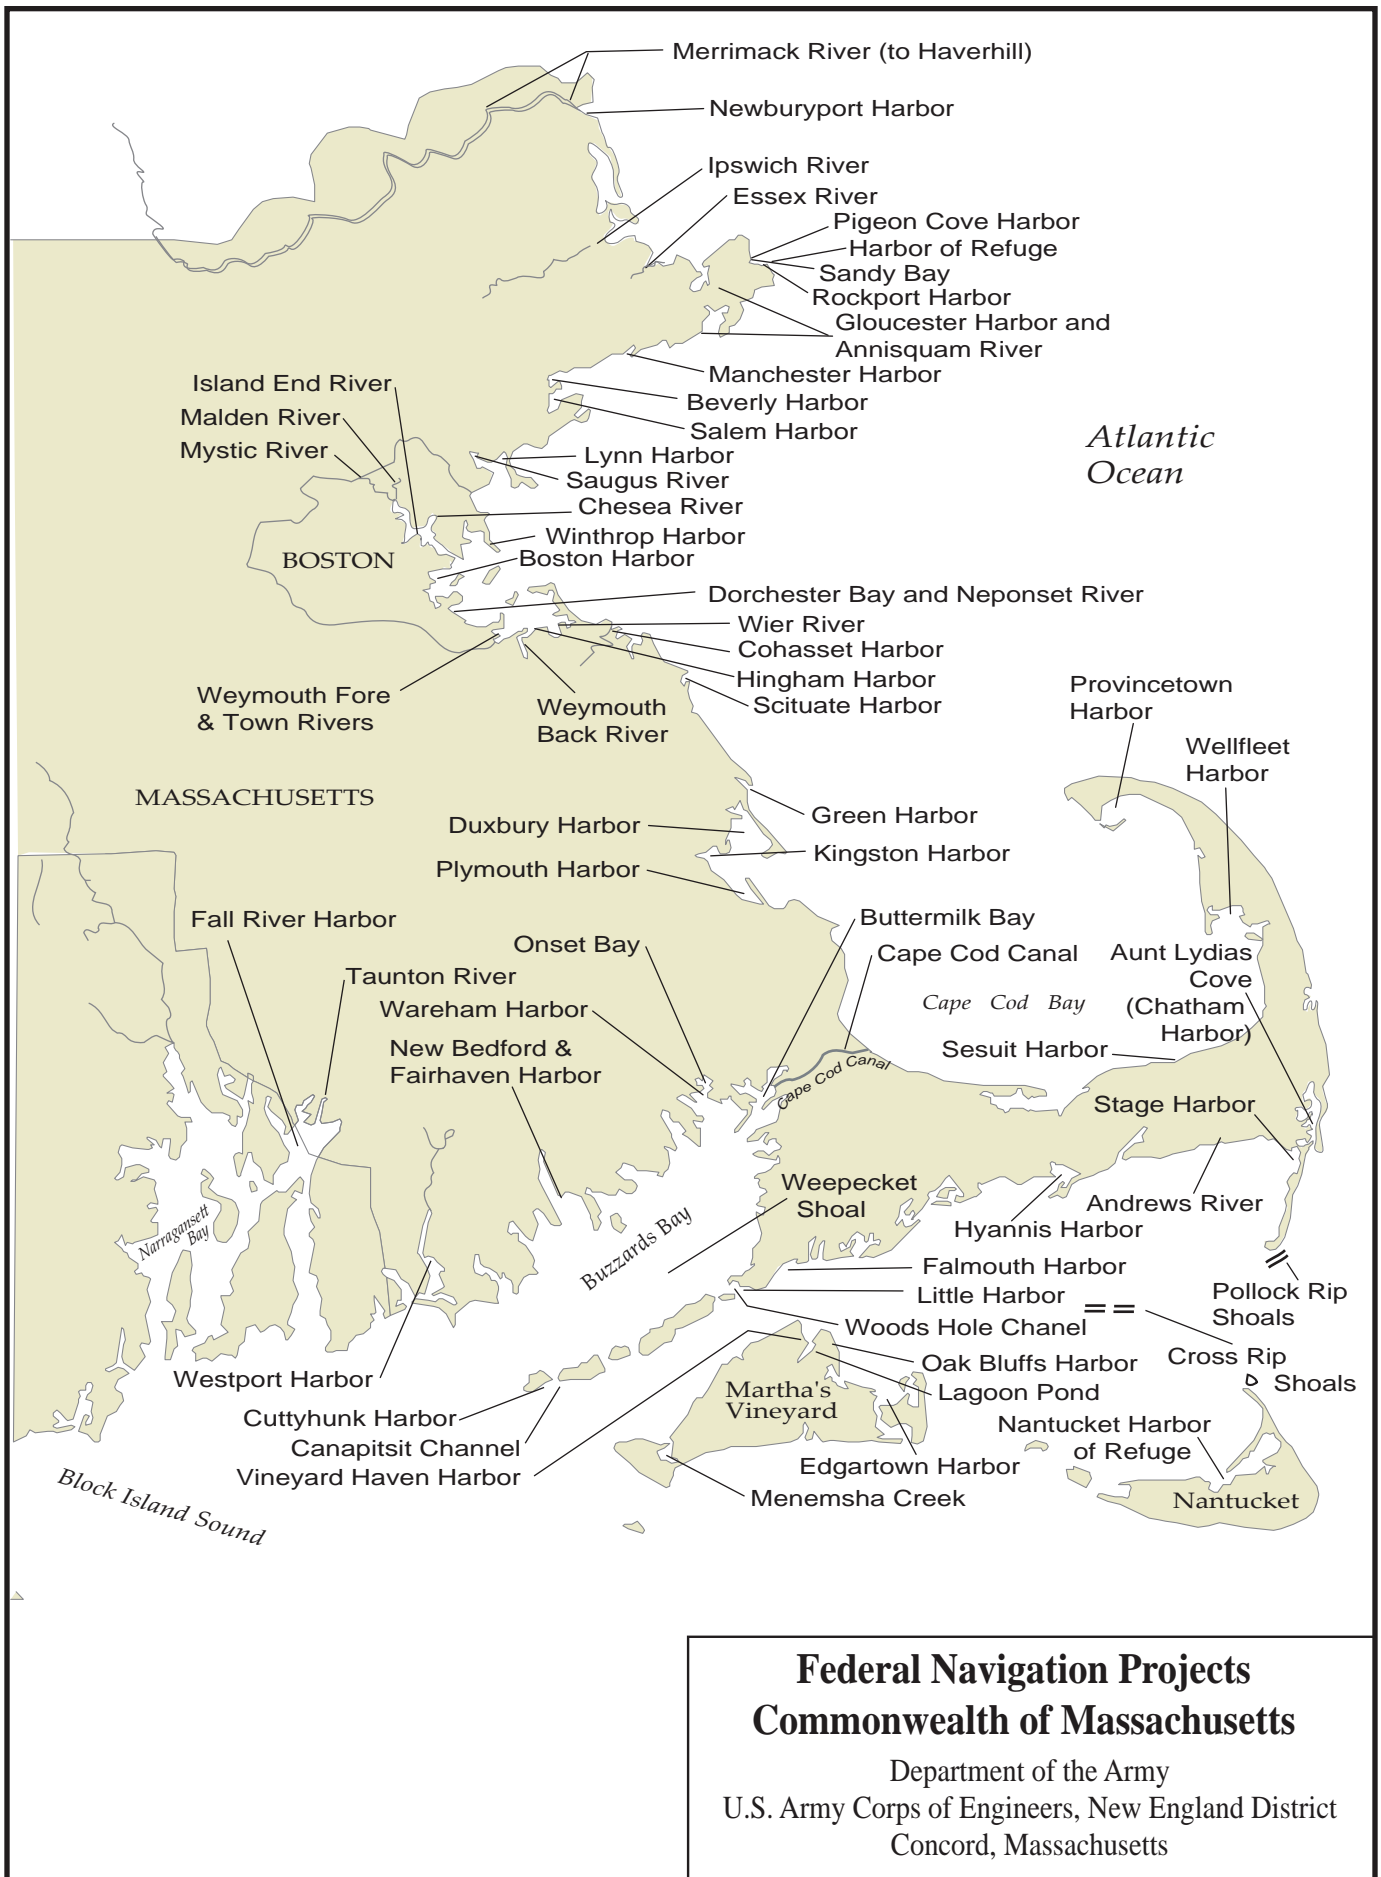 Merrimack River (to Haverhill)
Newburyport Harbor
Ipswich River
Essex River
Pigeon Cove Harbor
Harbor of Refuge
Sandy Bay
Rockport Harbor
Gloucester Harbor and
Annisquam River
Manchester Harbor
Island End River
Beverly Harbor
Malden River
Salem Harbor
Atlantic
Ocean
Mystic River
Lynn Harbor
Saugus River
Chesea River
Winthrop Harbor
BOSTON
Boston Harbor
Dorchester Bay and Neponset River
Wier River
Cohasset Harbor
Hingham Harbor
Scituate Harbor
Weymouth Fore
& Town Rivers
Weymouth
Back River
Provincetown
Harbor
Wellfleet
Harbor
MASSACHUSETTS
Green Harbor
Duxbury Harbor
Kingston Harbor
Plymouth Harbor
Fall River Harbor
Buttermilk Bay
Onset Bay
Cape Cod Canal
Aunt Lydias
Cove
(Chatham
Harbor)
Taunton River
Cape Cod Bay
Wareham Harbor
New Bedford &
Fairhaven Harbor
Sesuit Harbor
Cape Cod Canal
Stage Harbor
Weepecket
Shoal
Andrews River
Hyannis Harbor
Narragansett
Bay
Buzzards Bay
Falmouth Harbor
Little Harbor
Pollock Rip
Shoals
Woods Hole Chanel
Cross Rip
Shoals
Oak Bluffs Harbor
Westport Harbor
Lagoon Pond
Martha's
Vineyard
Cuttyhunk Harbor
Nantucket Harbor
of Refuge
Canapitsit Channel
Vineyard Haven Harbor
Edgartown Harbor
Menemsha Creek
Nantucket
Block Island Sound
Federal Navigation Projects
Commonwealth of Massachusetts
Department of the Army
U.S. Army Corps of Engineers, New England District
Concord, Massachusetts